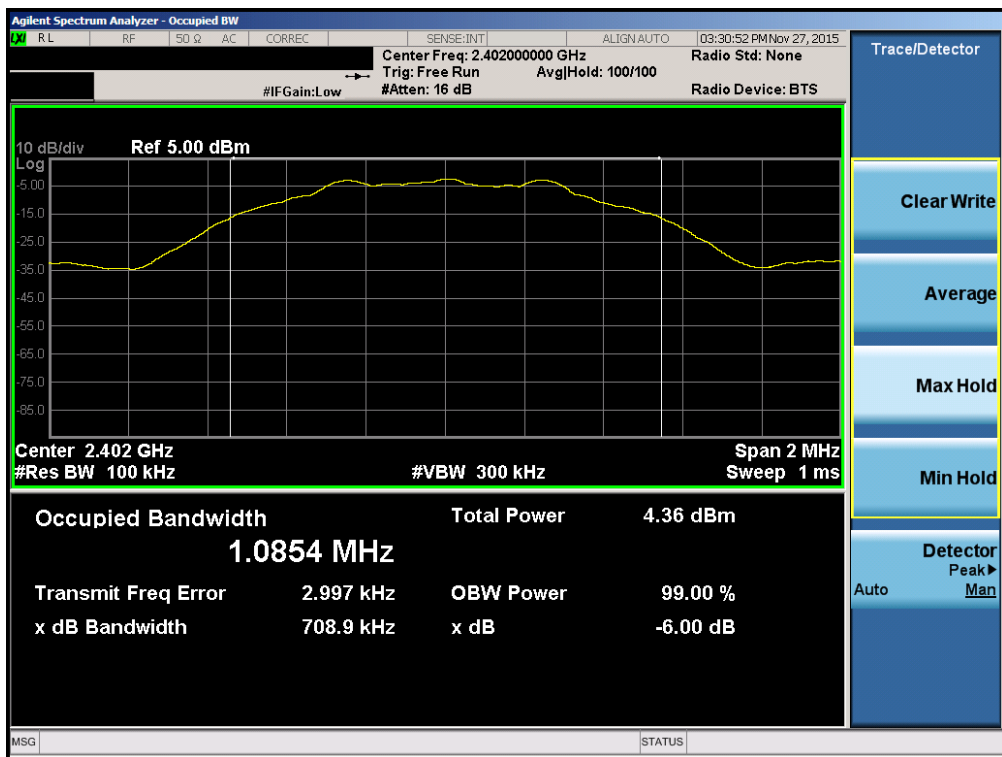 Agilent Spectrum Analyzer - Occupied BW
LXI RL RF 50 Ω AC CORREC SENSE:INT ALIGN AUTO 03:30:52 PM Nov 27, 2015
Center Freq: 2.402000000 GHz Radio Std: None
Trig: Free Run Avg|Hold: 100/100
#IFGain:Low #Atten: 16 dB Radio Device: BTS
10 dB/div Ref 5.00 dBm
Log
-5.00
-15.0
-25.0
-35.0
-45.0
-55.0
-65.0
-75.0
-85.0
Center 2.402 GHz Span 2 MHz
#Res BW 100 kHz #VBW 300 kHz Sweep 1 ms
Occupied Bandwidth Total Power 4.36 dBm
1.0854 MHz
Transmit Freq Error 2.997 kHz OBW Power 99.00 %
x dB Bandwidth 708.9 kHz x dB -6.00 dB
Trace/Detector
Clear Write
Average
Max Hold
Min Hold
Detector
Peak▶
Auto Man
MSG STATUS